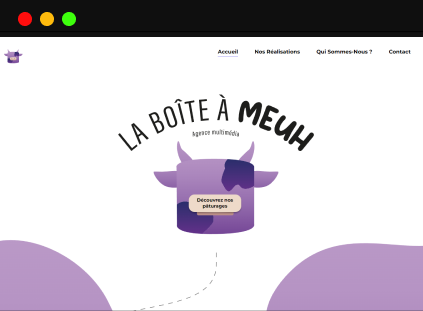 Accueil
Nos Réalisations
Qui Sommes-Nous ?
Contact
LA BOÎTE À MEUH
Agence multimédia
Découvrez nos
pâturages